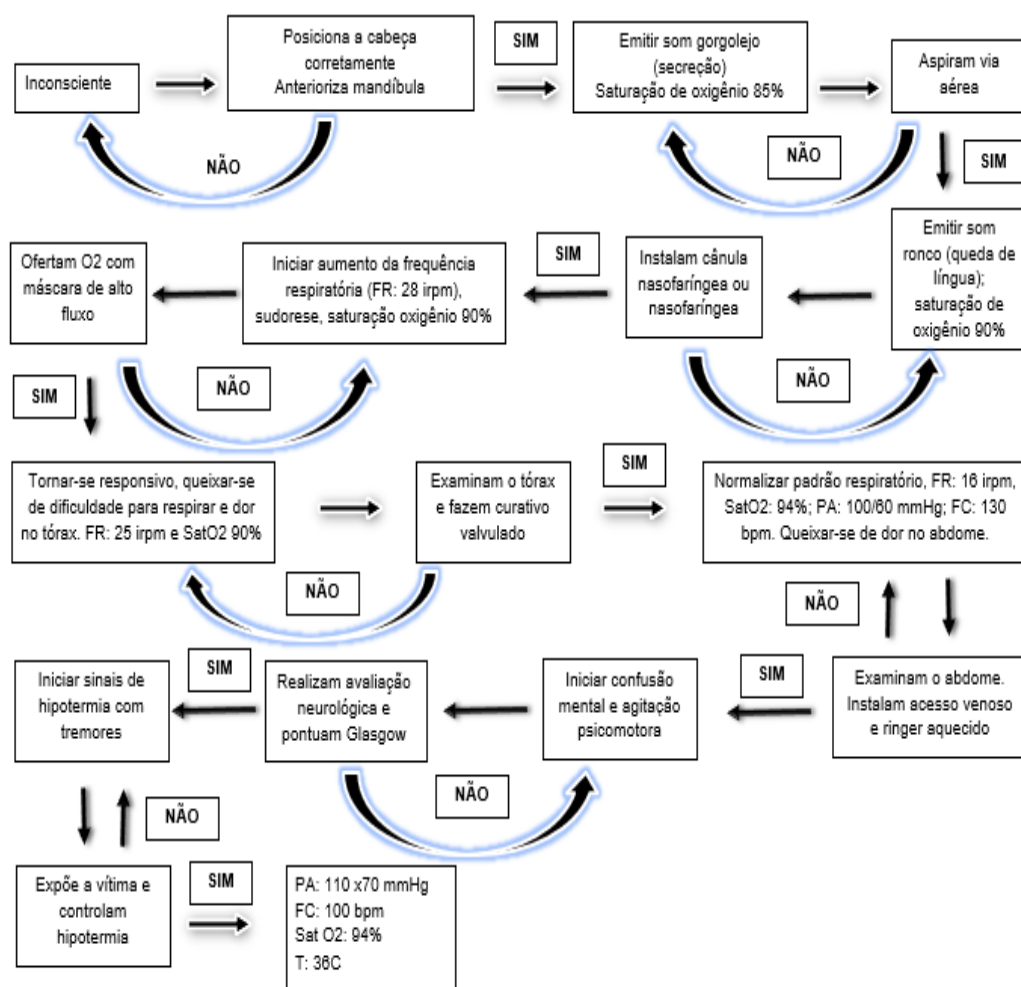 Inconsciente
Posiciona a cabeça
corretamente
Anterioriza mandíbula
SIM
Emitir som gorgolejo
(secreção)
Saturação de oxigênio 85%
Aspiram via
aérea
NÃO
NÃO
SIM
Ofertam O2 com
máscara de alto
fluxo
Iniciar aumento da frequência
respiratória (FR: 28 irpm),
sudorese, saturação oxigênio 90%
SIM
Instalam cânula
nasofaríngea ou
nasofaríngea
Emitir som
ronco (queda de
língua);
saturação de
oxigênio 90%
SIM
NÃO
NÃO
Tornar-se responsivo, queixar-se
de dificuldade para respirar e dor
no tórax. FR: 25 irpm e SatO2 90%
Examinam o tórax
e fazem curativo
valvulado
SIM
Normalizar padrão respiratório, FR: 16 irpm,
SatO2: 94%; PA: 100/60 mmHg; FC: 130
bpm. Queixar-se de dor no abdome.
NÃO
NÃO
Iniciar sinais de
hipotermia com
tremores
SIM
Realizam avaliação
neurológica e
pontuam Glasgow
Iniciar confusão
mental e agitação
psicomotora
SIM
Examinam o abdome.
Instalam acesso venoso
e ringer aquecido
NÃO
NÃO
Expõe a vítima e
controlam
hipotermia
SIM
PA: 110 x70 mmHg
FC: 100 bpm
Sat O2: 94%
T: 36C